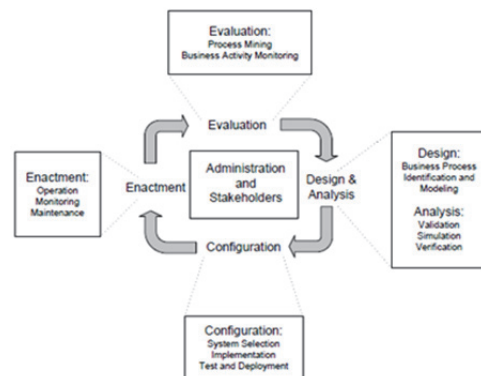 Evaluation:
Process Mining
Business Activity Monitoring
Evaluation
Design:
Business Process
Identification and
Modeling
Analysis:
Validation
Simulation
Verification
Enactment:
Operation
Monitoring
Maintenance
Enactment
Administration
and
Stakeholders
Design &
Analysis
Configuration
Configuration:
System Selection
Implementation
Test and Deployment